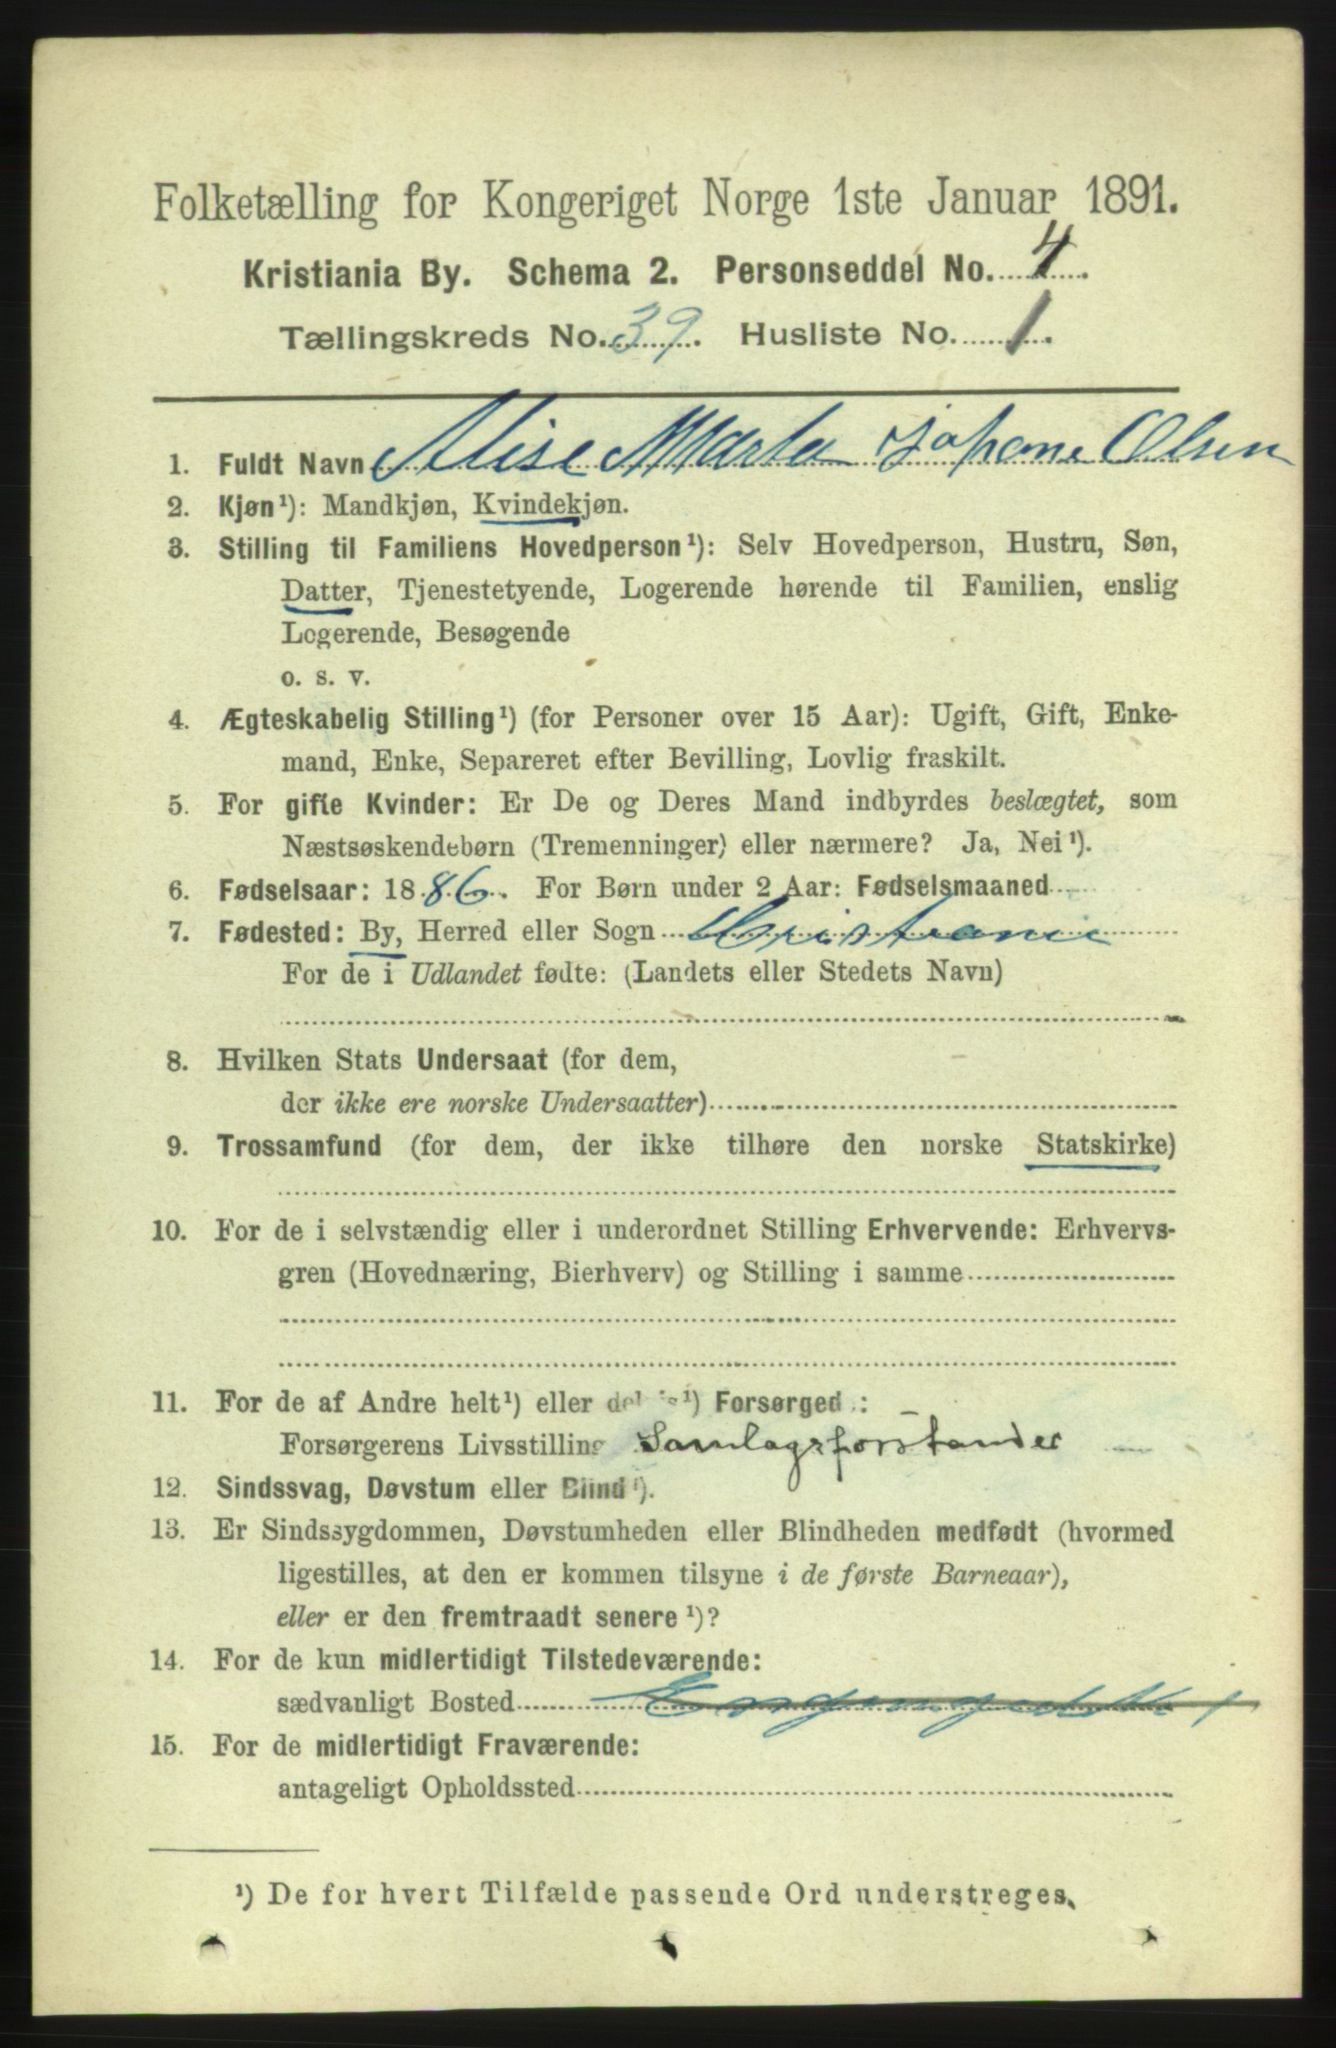 Folketælling for Kongeriget Norge 1ste Januar 1891.
Kristiania By. Schema 2. Personseddel No. 4.
Tællingskreds No. 39. Husliste No. 1.
1. Fuldt Navn Alise Marta Johane Olsen
2. Kjøn¹): Mandkjøn, Kvindekjøn.
3. Stilling til Familiens Hovedperson¹): Selv Hovedperson, Hustru, Søn,
Datter, Tjenestetyende, Logerende hørende til Familien, enslig
Logerende, Besøgende
o. s. v.
4. Ægteskabelig Stilling¹) (for Personer over 15 Aar): Ugift, Gift, Enke-
mand, Enke, Separeret efter Bevilling, Lovlig fraskilt.
5. For gifte Kvinder: Er De og Deres Mand indbyrdes beslægtet, som
Næstsøskendebørn (Tremenninger) eller nærmere? Ja, Nei¹).
6. Fødselsaar: 1886. For Børn under 2 Aar: Fødselsmaaned
7. Fødested: By, Herred eller Sogn Kristiania
For de i Udlandet fødte: (Landets eller Stedets Navn)
8. Hvilken Stats Undersaat (for dem,
der ikke ere norske Undersaatter)
9. Trossamfund (for dem, der ikke tilhøre den norske Statskirke)
10. For de i selvstændig eller i underordnet Stilling Erhvervende: Erhvervs-
gren (Hovednæring, Bierhverv) og Stilling i samme
11. For de af Andre helt¹) eller delvis¹) Forsørgede:
Forsørgerens Livsstilling Samlagsforstander
12. Sindssvag, Døvstum eller Blind¹).
13. Er Sindssygdommen, Døvstumheden eller Blindheden medfødt (hvormed
ligestilles, at den er kommen tilsyne i de første Barneaar),
eller er den fremtraadt senere¹)?
14. For de kun midlertidigt Tilstedeværende:
sædvanligt Bosted
15. For de midlertidigt Fraværende:
antageligt Opholdssted
¹) De for hvert Tilfælde passende Ord understreges.